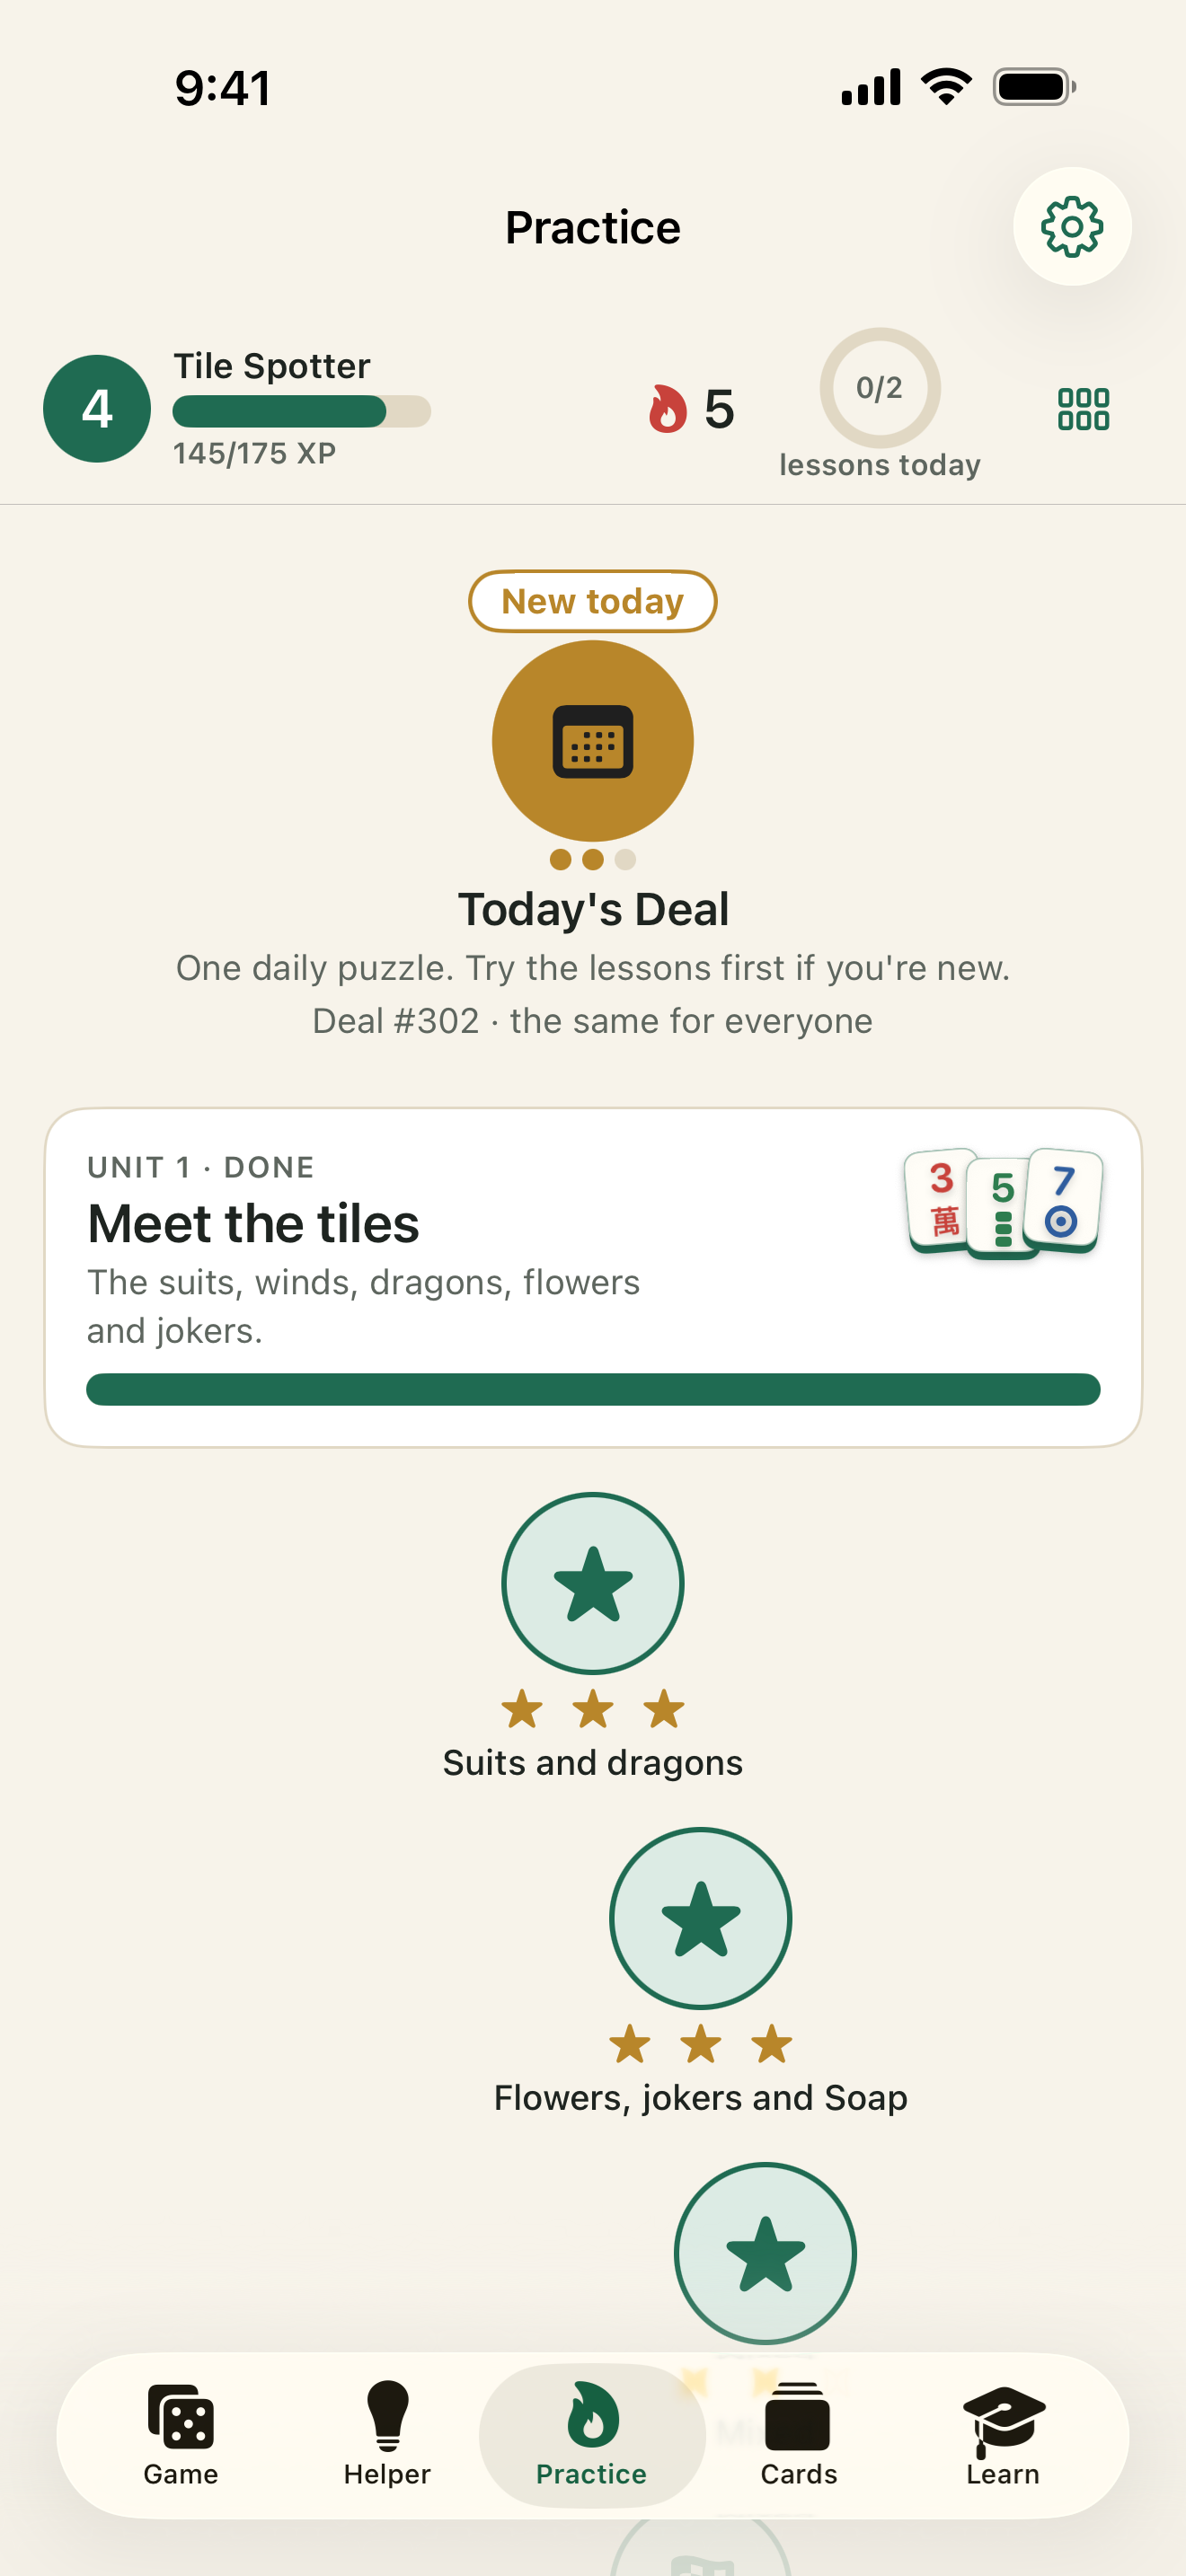 9:41
Practice
4
Tile Spotter
145/175 XP
5
0/2
lessons today
New today
Today's Deal
One daily puzzle. Try the lessons first if you're new.
Deal #302 · the same for everyone
UNIT 1 · DONE
Meet the tiles
The suits, winds, dragons, flowers
and jokers.
3
萬
5
7
Suits and dragons
Flowers, jokers and Soap
Game
Helper
Practice
Cards
Learn